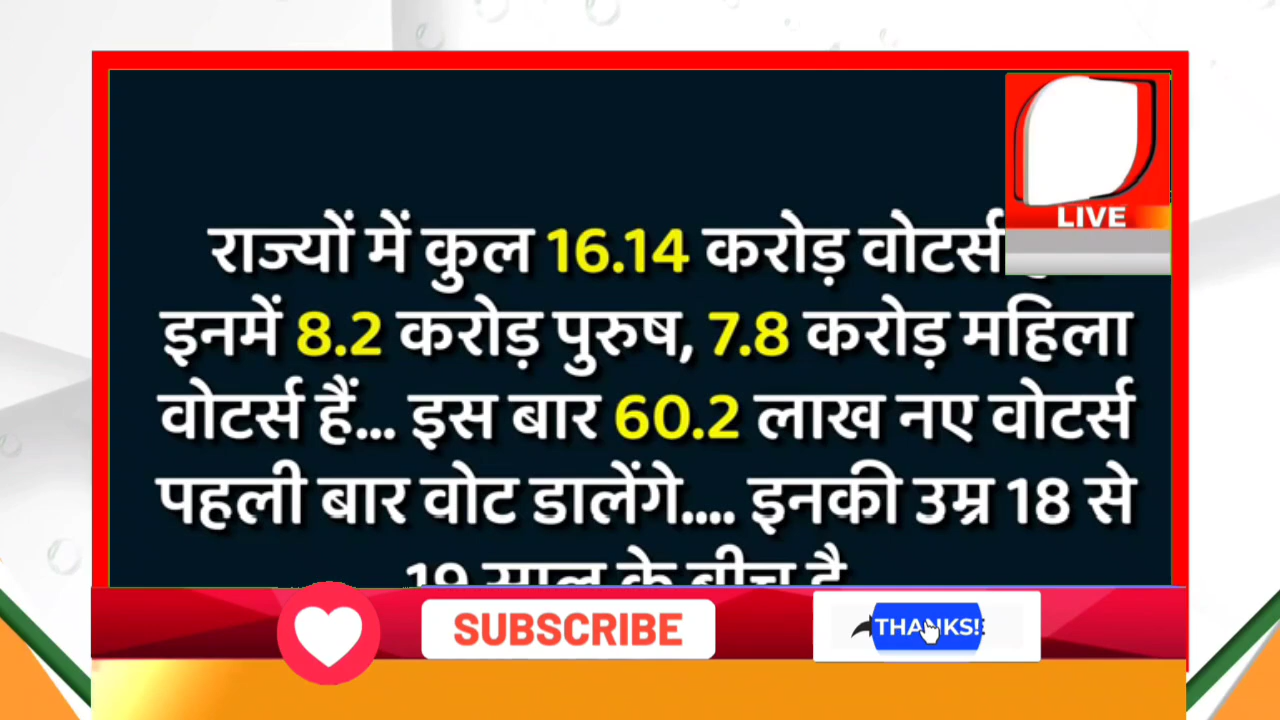 LIVE
राज्यों में कुल 16.14 करोड़ वोटर्स
इनमें 8.2 करोड़ पुरुष, 7.8 करोड़ महिला
वोटर्स हैं... इस बार 60.2 लाख नए वोटर्स
पहली बार वोट डालेंगे.... इनकी उम्र 18 से
19 साल के बीच है
SUBSCRIBE
THANKS!